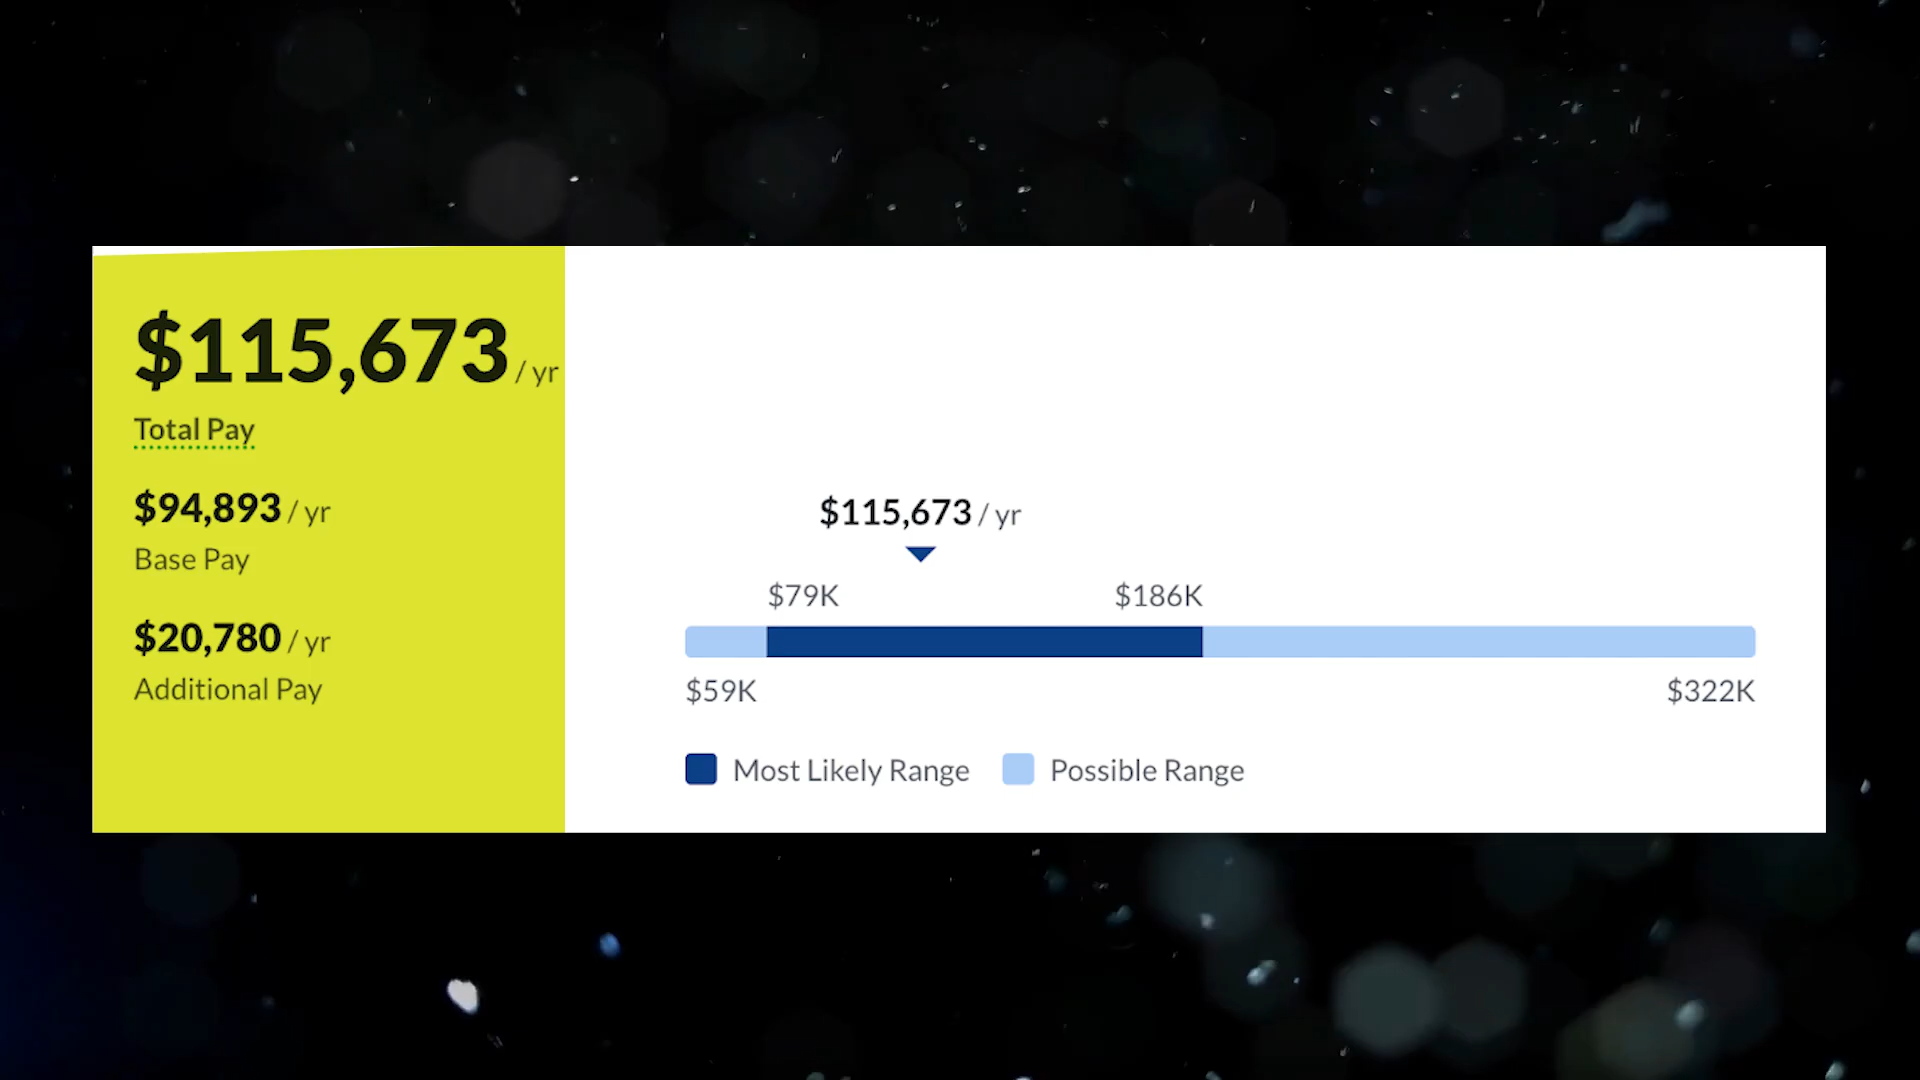 $115,673 / yr
Total Pay
$94,893 / yr
Base Pay
$20,780 / yr
Additional Pay
$115,673 / yr
$79K $186K
$59K $322K
Most Likely Range Possible Range